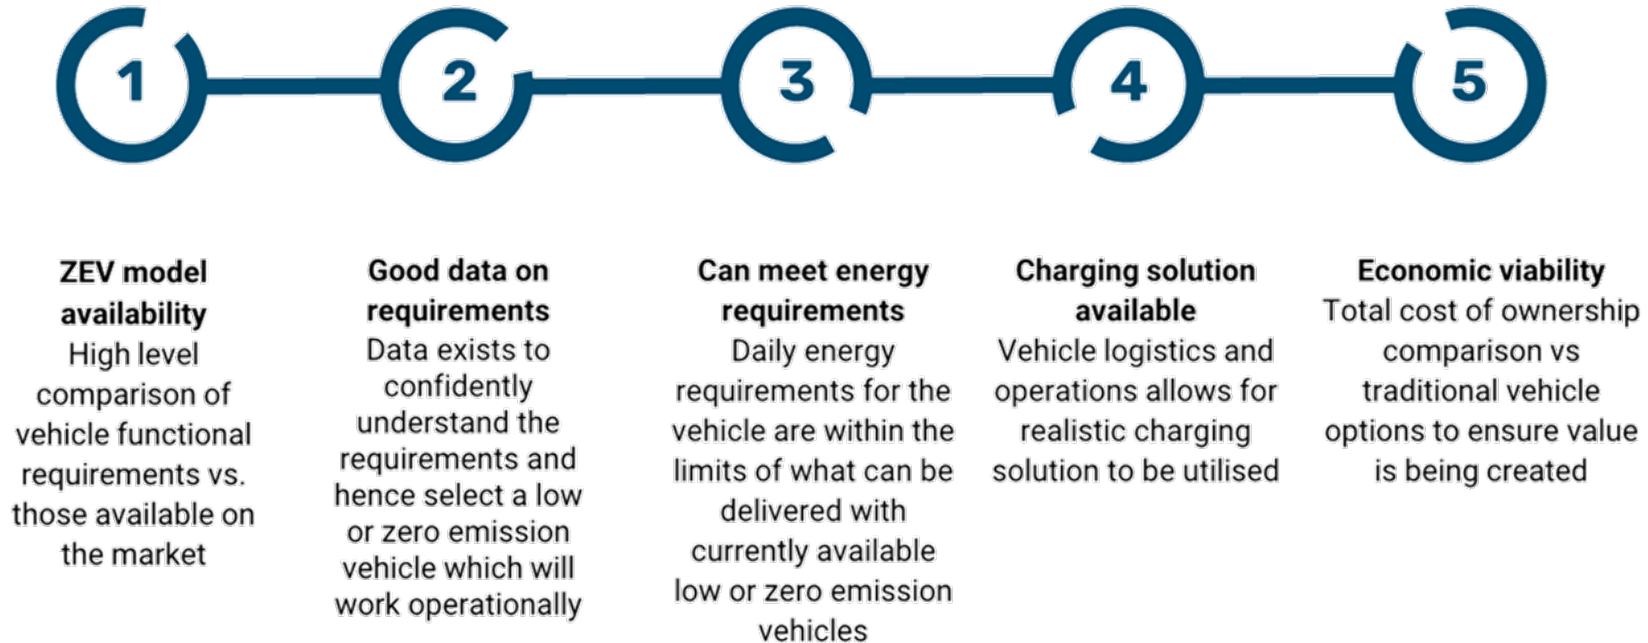 1
2
3
4
5
ZEV model
availability
High level
comparison of
vehicle functional
requirements vs.
those available on
the market
Good data on
requirements
Data exists to
confidently
understand the
requirements and
hence select a low
or zero emission
vehicle which will
work operationally
Can meet energy
requirements
Daily energy
requirements for the
vehicle are within the
limits of what can be
delivered with
currently available
low or zero emission
vehicles
Charging solution
available
Vehicle logistics and
operations allows for
realistic charging
solution to be utilised
Economic viability
Total cost of ownership
comparison vs
traditional vehicle
options to ensure value
is being created